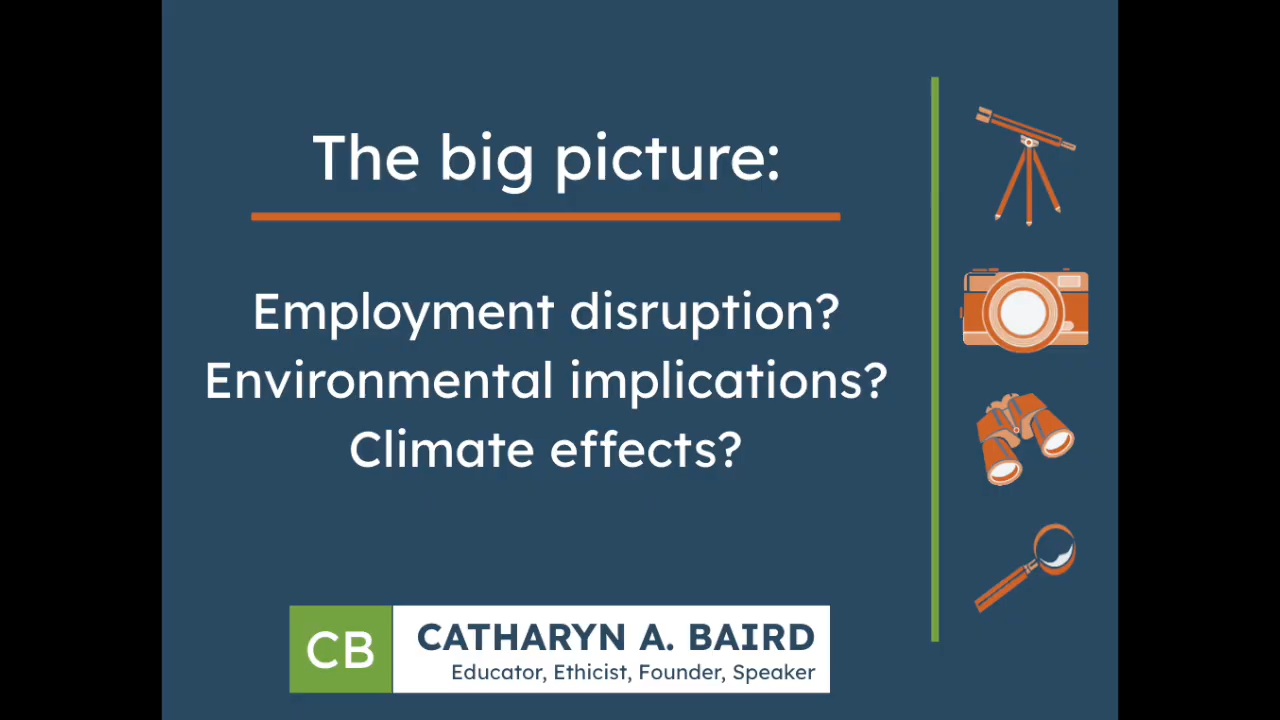 The big picture:
Employment disruption?
Environmental implications?
Climate effects?
CB
CATHARYN A. BAIRD
Educator, Ethicist, Founder, Speaker